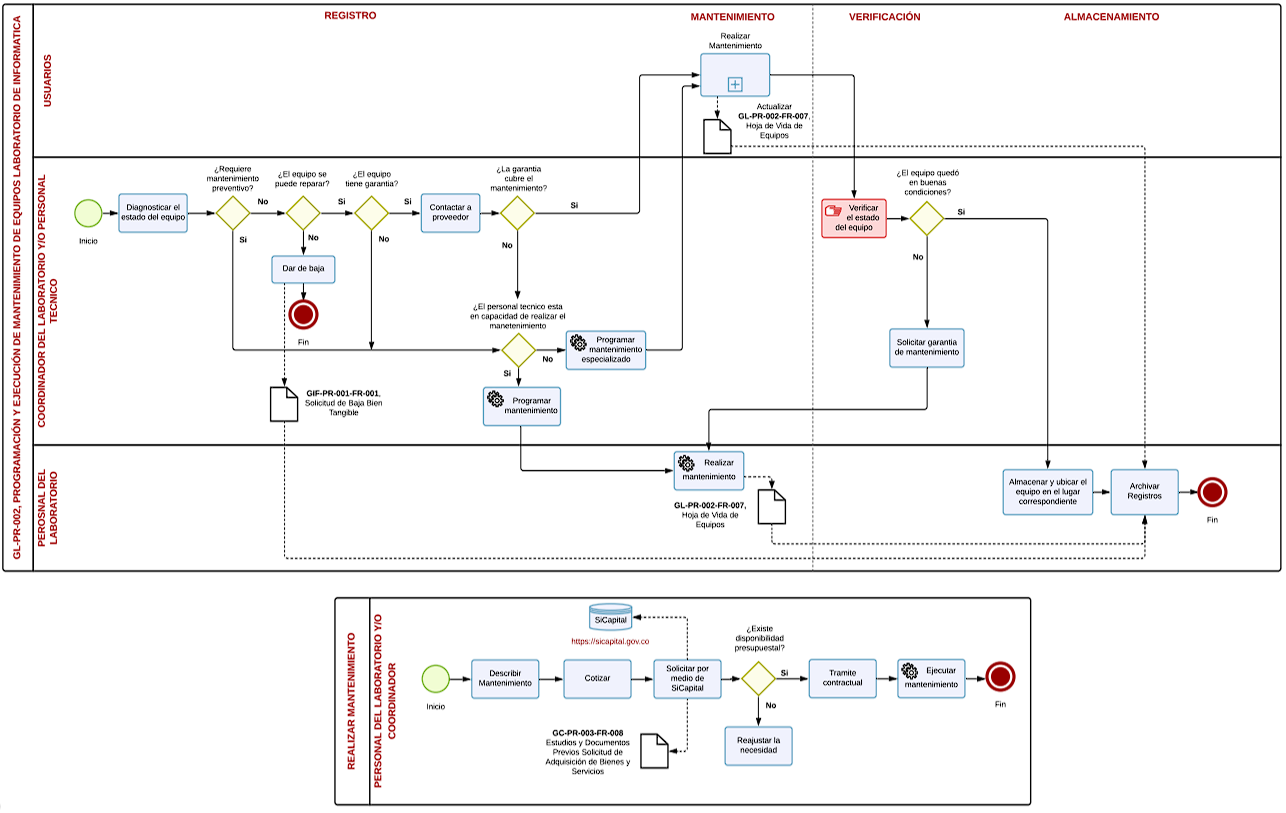 GL-PR-002, PROGRAMACIÓN Y EJECUCIÓN DE MANTENIMIENTO DE EQUIPOS LABORATORIO DE INFORMATICA
REGISTRO
MANTENIMIENTO
VERIFICACIÓN
ALMACENAMIENTO
USUARIOS
Realizar
Mantenimiento
Actualizar
GL-PR-002-FR-007,
Hoja de Vida de
Equipos
COORDINADOR DEL LABORATORIO Y/O PERSONAL
TECNICO
Inicio
Diagnosticar el
estado del equipo
¿Requiere
mantenimiento
preventivo?
No
Si
¿El equipo se
puede reparar?
Si
No
Dar de baja
Fin
GIF-PR-001-FR-001,
Solicitud de Baja Bien
Tangible
¿El equipo
tiene garantia?
Si
No
Contactar a
proveedor
¿La garantia
cubre el
mantenimiento?
Si
No
¿El personal tecnico esta
en capacidad de realizar el
manetenimiento
No
Si
Programar
mantenimiento
especializado
Programar
mantenimiento
Verificar
el estado
del equipo
¿El equipo quedó
en buenas
condiciones?
Si
No
Solicitar garantia
de mantenimiento
PEROSNAL DEL
LABORATORIO
Realizar
mantenimiento
GL-PR-002-FR-007,
Hoja de Vida de
Equipos
Almacenar y ubicar el
equipo en el lugar
correspondiente
Archivar
Registros
Fin
REALIZAR MANTENIMIENTO
PERSONAL DEL LABORATORIO Y/O
COORDINADOR
Inicio
Describir
Mantenimiento
Cotizar
SiCapital
https://sicapital.gov.co
Solicitar por
medio de
SiCapital
GC-PR-003-FR-008
Estudios y Documentos
Previos Solicitud de
Adquisición de Bienes y
Servicios
¿Existe
disponibilidad
presupuestal?
Si
No
Reajustar la
necesidad
Tramite
contractual
Ejecutar
mantenimiento
Fin